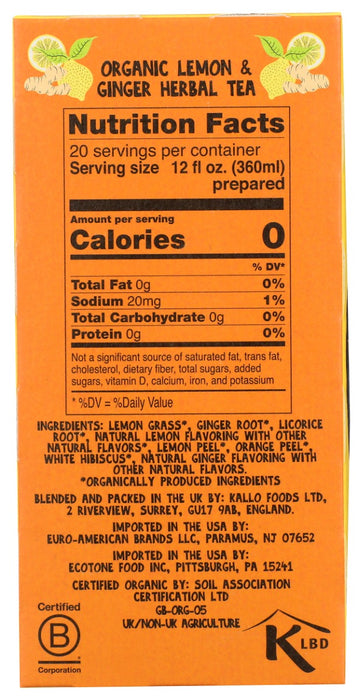 ORGANIC LEMON &
GINGER HERBAL TEA
Nutrition Facts
20 servings per container
Serving size 12 fl oz. (360ml)
prepared
Amount per serving
Calories 0
% DV*
Total Fat 0g 0%
Sodium 20mg 1%
Total Carbohydrate 0g 0%
Protein 0g 0%
Not a significant source of saturated fat, trans fat,
cholesterol, dietary fiber, total sugars, added
sugars, vitamin D, calcium, iron, and potassium
*%DV = %Daily Value
INGREDIENTS: LEMON GRASS*, GINGER ROOT*, LICORICE
ROOT*, NATURAL LEMON FLAVORING WITH OTHER
NATURAL FLAVORS*, LEMON PEEL*, ORANGE PEEL*,
WHITE HIBISCUS*, NATURAL GINGER FLAVORING WITH
OTHER NATURAL FLAVORS.
*ORGANICALLY PRODUCED INGREDIENTS
BLENDED AND PACKED IN THE UK BY: KALLO FOODS LTD,
2 RIVERVIEW, SURREY, GU17 9AB, ENGLAND.
IMPORTED IN THE USA BY:
EURO-AMERICAN BRANDS LLC, PARAMUS, NJ 07652
IMPORTED IN THE USA BY:
ECOTONE FOOD INC, PITTSBURGH, PA 15241
CERTIFIED ORGANIC BY: SOIL ASSOCIATION
CERTIFICATION LTD
GB-ORG-05
UK/NON-UK AGRICULTURE
Certified
B
Corporation
K LBD